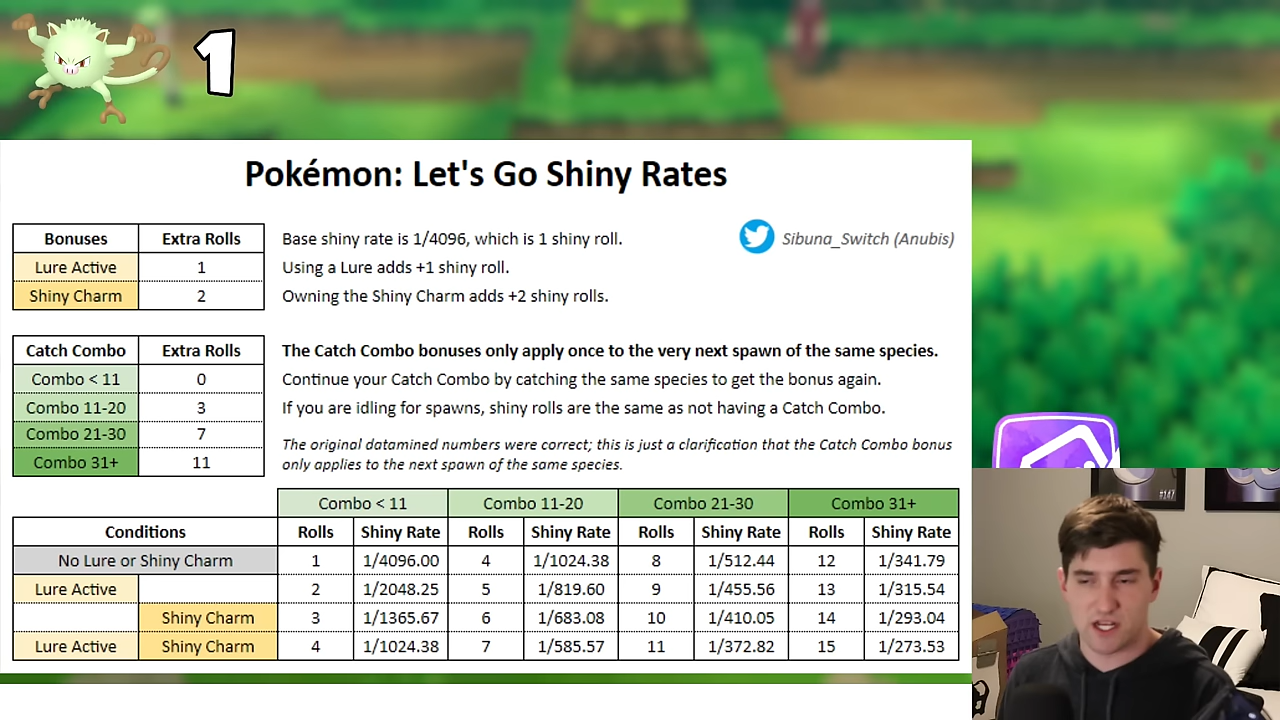 1
Pokémon: Let's Go Shiny Rates
Bonuses Extra Rolls
Lure Active 1
Shiny Charm 2
Base shiny rate is 1/4096, which is 1 shiny roll.
Using a Lure adds +1 shiny roll.
Owning the Shiny Charm adds +2 shiny rolls.
Sibuna_Switch (Anubis)
Catch Combo Extra Rolls
Combo < 11 0
Combo 11-20 3
Combo 21-30 7
Combo 31+ 11
The Catch Combo bonuses only apply once to the very next spawn of the same species.
Continue your Catch Combo by catching the same species to get the bonus again.
If you are idling for spawns, shiny rolls are the same as not having a Catch Combo.
The original datamined numbers were correct; this is just a clarification that the Catch Combo bonus
only applies to the next spawn of the same species.
Combo < 11 Combo 11-20 Combo 21-30 Combo 31+
Conditions Rolls Shiny Rate Rolls Shiny Rate Rolls Shiny Rate Rolls Shiny Rate
No Lure or Shiny Charm 1 1/4096.00 4 1/1024.38 8 1/512.44 12 1/341.79
Lure Active 2 1/2048.25 5 1/819.60 9 1/455.56 13 1/315.54
Shiny Charm 3 1/1365.67 6 1/683.08 10 1/410.05 14 1/293.04
Lure Active Shiny Charm 4 1/1024.38 7 1/585.57 11 1/372.82 15 1/273.53
#147